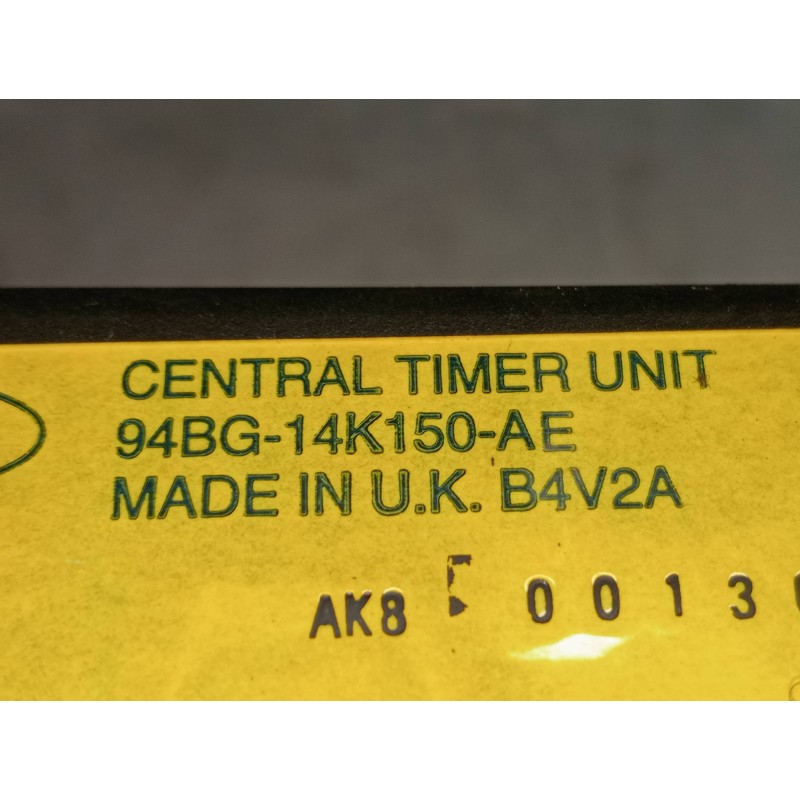 CENTRAL TIMER UNIT
94BG-14K150-AE
MADE IN U.K. B4V2A
AK8 0013